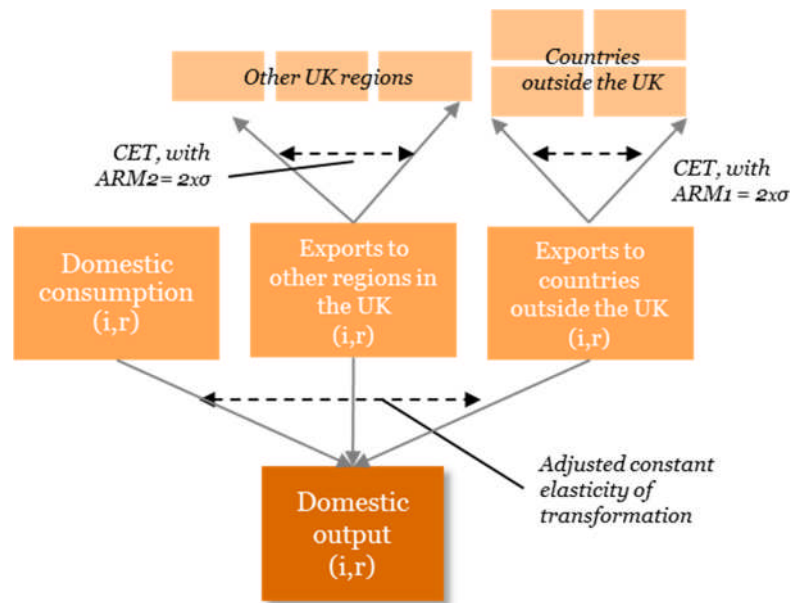 Other UK regions
Countries
outside the UK
CET, with
ARM2= 2xσ
CET, with
ARM1 = 2xσ
Domestic
consumption
(i,r)
Exports to
other regions in
the UK
(i,r)
Exports to
countries
outside the UK
(i,r)
Adjusted constant
elasticity of
transformation
Domestic
output
(i,r)